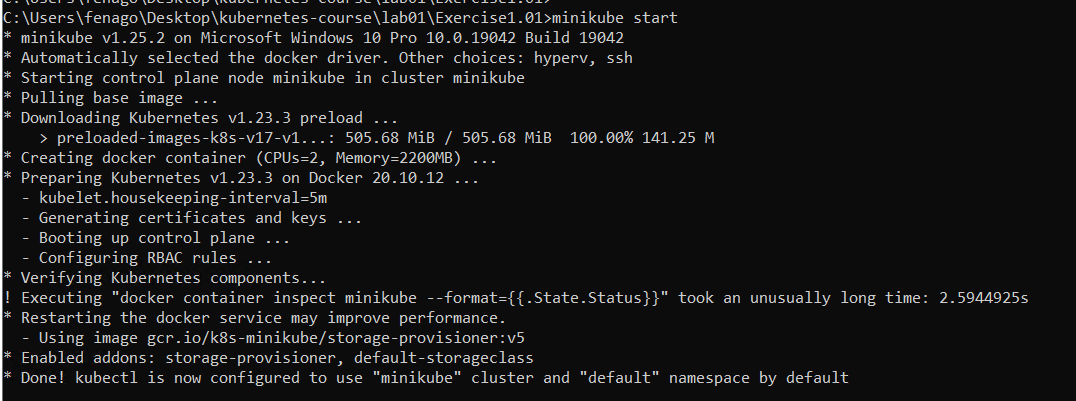 C:\Users\fenago\Desktop\kubernetes-course\lab01\Exercise1.01>
C:\Users\fenago\Desktop\kubernetes-course\lab01\Exercise1.01>minikube start
* minikube v1.25.2 on Microsoft Windows 10 Pro 10.0.19042 Build 19042
* Automatically selected the docker driver. Other choices: hyperv, ssh
* Starting control plane node minikube in cluster minikube
* Pulling base image ...
* Downloading Kubernetes v1.23.3 preload ...
    > preloaded-images-k8s-v17-v1...: 505.68 MiB / 505.68 MiB  100.00% 141.25 M
* Creating docker container (CPUs=2, Memory=2200MB) ...
* Preparing Kubernetes v1.23.3 on Docker 20.10.12 ...
  - kubelet.housekeeping-interval=5m
  - Generating certificates and keys ...
  - Booting up control plane ...
  - Configuring RBAC rules ...
* Verifying Kubernetes components...
! Executing "docker container inspect minikube --format={{.State.Status}}" took an unusually long time: 2.5944925s
* Restarting the docker service may improve performance.
  - Using image gcr.io/k8s-minikube/storage-provisioner:v5
* Enabled addons: storage-provisioner, default-storageclass
* Done! kubectl is now configured to use "minikube" cluster and "default" namespace by default